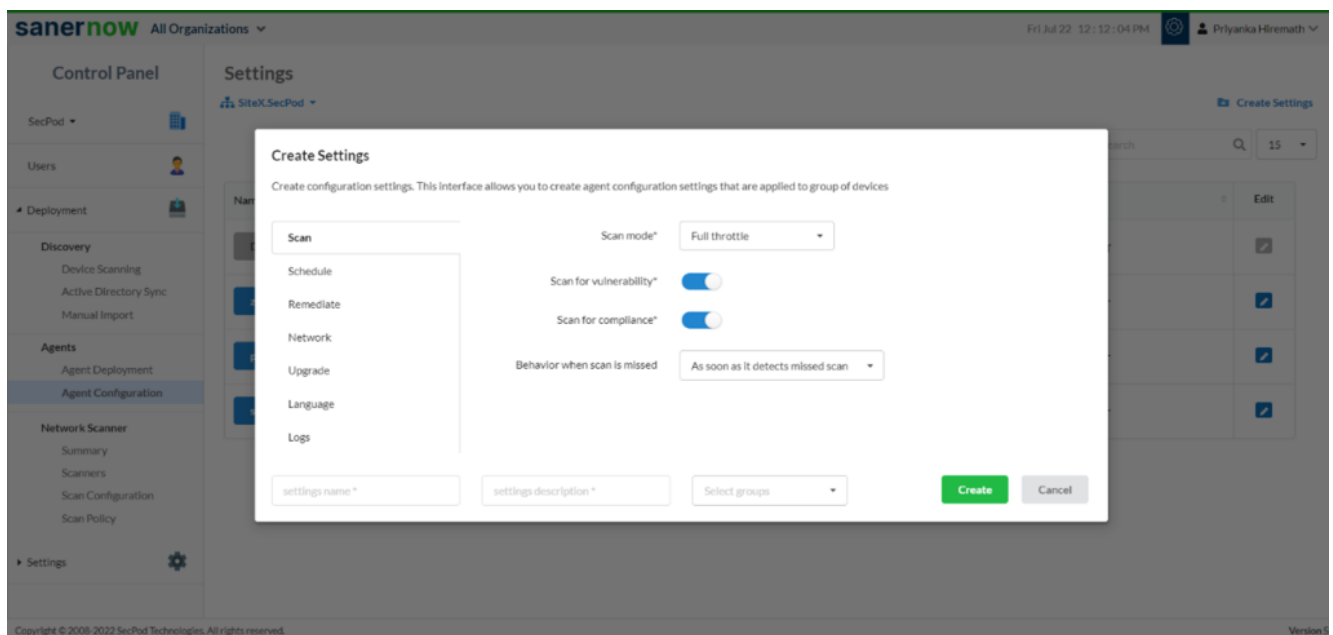 sanernow All Organizations
Fri Jul 22 12:12:04 PM
Priyanka Hiremath
Control Panel
SecPod
Users
Deployment
Discovery
Device Scanning
Active Directory Sync
Manual Import
Agents
Agent Deployment
Agent Configuration
Network Scanner
Summary
Scanners
Scan Configuration
Scan Policy
Settings
Settings
SiteX.SecPod
Create Settings
15
Edit
Create Settings
Create configuration settings. This interface allows you to create agent configuration settings that are applied to group of devices
Scan
Schedule
Remediate
Network
Upgrade
Language
Logs
Scan mode* Full throttle
Scan for vulnerability*
Scan for compliance*
Behavior when scan is missed As soon as it detects missed scan
settings name * settings description * Select groups Create Cancel
Copyright © 2008-2022 SecPod Technologies. All rights reserved.
Version